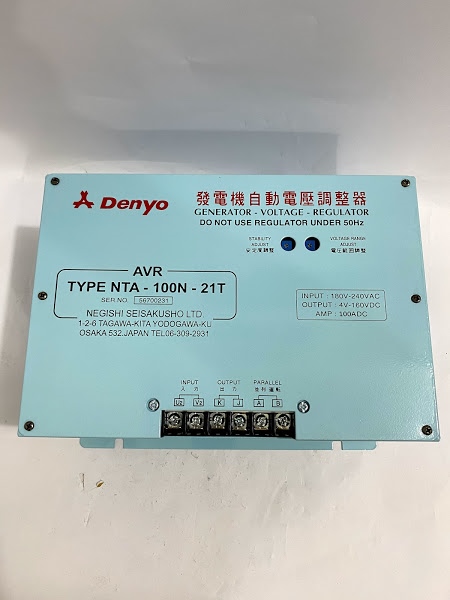 Denyo
發電機自動電壓調整器
GENERATOR - VOLTAGE - REGULATOR
DO NOT USE REGULATOR UNDER 50Hz
STABILITY
ADJUST
安定度調整
VOLTAGE RANGE
ADJUST
電圧範囲調整
AVR
TYPE NTA - 100N - 21T
SER.NO. 56700231
NEGISHI SEISAKUSHO LTD.
1-2-6 TAGAWA-KITA YODOGAWA-KU
OSAKA 532.JAPAN TEL06-309-2931
INPUT : 180V-240VAC
OUTPUT : 4V-160VDC
AMP : 100ADC
INPUT OUTPUT PARALLEL
入 力 出 力 並列運転
U2 V2 K J A B